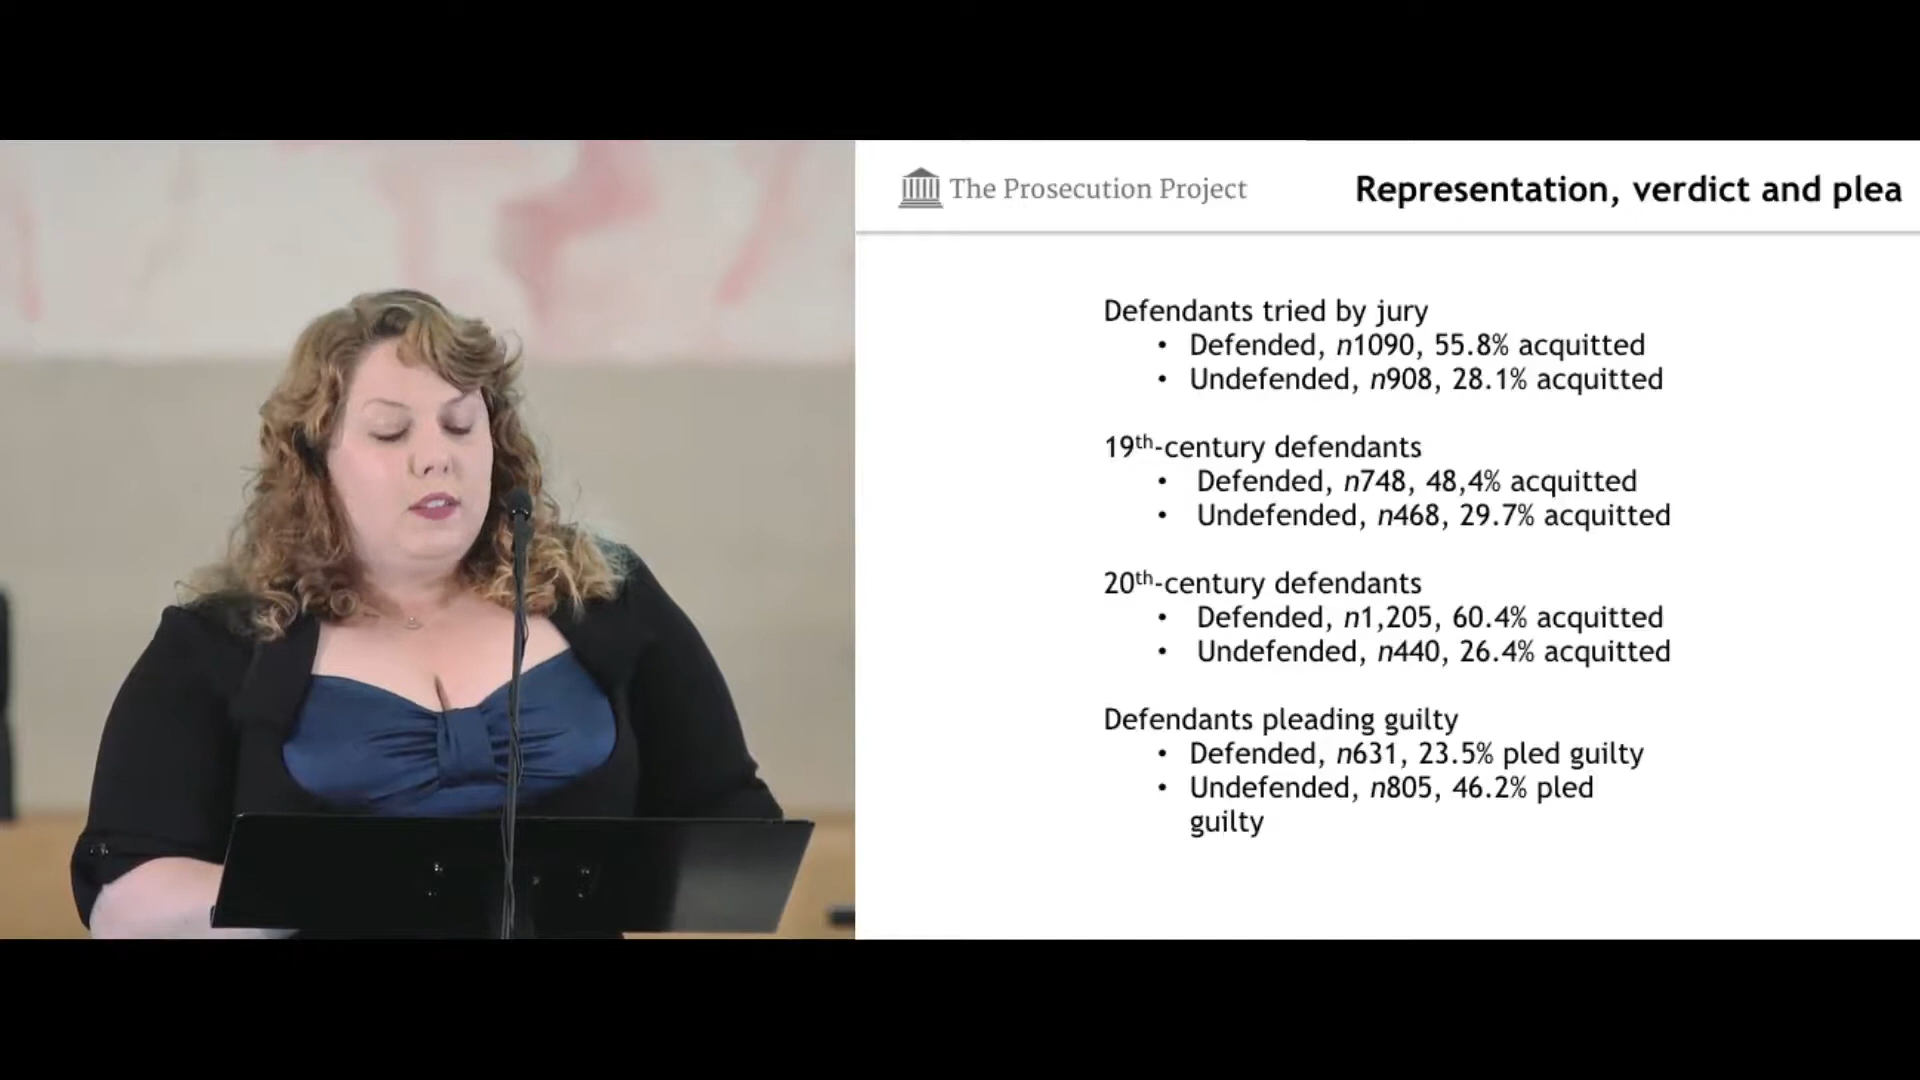 The Prosecution Project
Representation, verdict and plea
Defendants tried by jury
• Defended, n1090, 55.8% acquitted
• Undefended, n908, 28.1% acquitted
19th-century defendants
• Defended, n748, 48,4% acquitted
• Undefended, n468, 29.7% acquitted
20th-century defendants
• Defended, n1,205, 60.4% acquitted
• Undefended, n440, 26.4% acquitted
Defendants pleading guilty
• Defended, n631, 23.5% pled guilty
• Undefended, n805, 46.2% pled
guilty